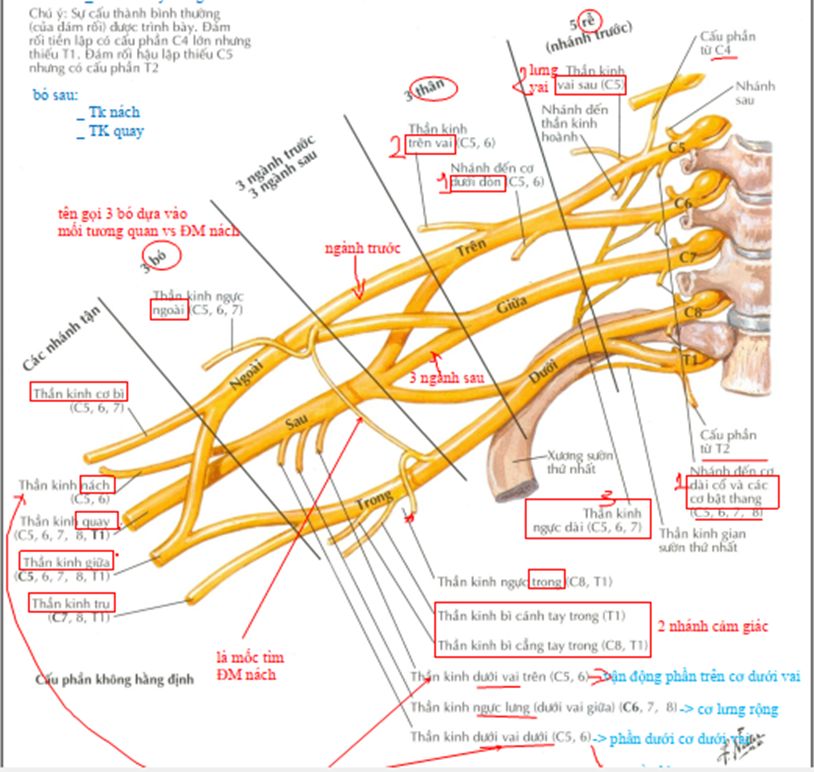 Chú ý: Sự cấu thành bình thường
(của đám rối) được trình bày. Đám
rối tiền lập có cấu phần C4 lớn nhưng
thiếu T1. Đám rối hậu lập thiếu C5
nhưng có cấu phần T2
bó sau:
_ Tk nách
_ TK quay
5 rễ
(nhánh trước)
Cấu phần
từ C4
2 lưng
vai
Thần kinh
vai sau (C5)
Nhánh
sau
3 thân
Nhánh đến
thần kinh
hoành
Thần kinh
2 trên vai (C5, 6)
Nhánh đến cơ
1 dưới đòn (C5, 6)
3 ngành trước
3 ngành sau
C5
C6
C7
C8
T1
tên gọi 3 bó dựa vào
mối tương quan vs ĐM nách
3 bó
ngành trước
Trên
Giữa
Dưới
Thần kinh ngực
ngoài (C5, 6, 7)
3 ngành sau
Các nhánh tận
Ngoài
Sau
Trong
Thần kinh cơ bì
(C5, 6, 7)
Thần kinh nách
(C5, 6)
Thần kinh quay
(C5, 6, 7, 8, T1)
Thần kinh giữa
(C5, 6, 7, 8, T1)
Thần kinh trụ
(C7, 8, T1)
Xương sườn
thứ nhất
Cấu phần
từ T2
1 Nhánh đến cơ
dài cổ và các
cơ bật thang
(C5, 6, 7, 8)
3
Thần kinh
ngực dài (C5, 6, 7)
Thần kinh gian
sườn thứ nhất
Thần kinh ngực trong (C8, T1)
Thần kinh bì cánh tay trong (T1)
Thần kinh bì cẳng tay trong (C8, T1)
2 nhánh cảm giác
là mốc tìm
ĐM nách
Cấu phần không hằng định
Thần kinh dưới vai trên (C5, 6) vận động phần trên cơ dưới vai
Thần kinh ngực lưng (dưới vai giữa) (C6, 7, 8) -> cơ lưng rộng
Thần kinh dưới vai dưới (C5, 6) -> phần dưới cơ dưới vai